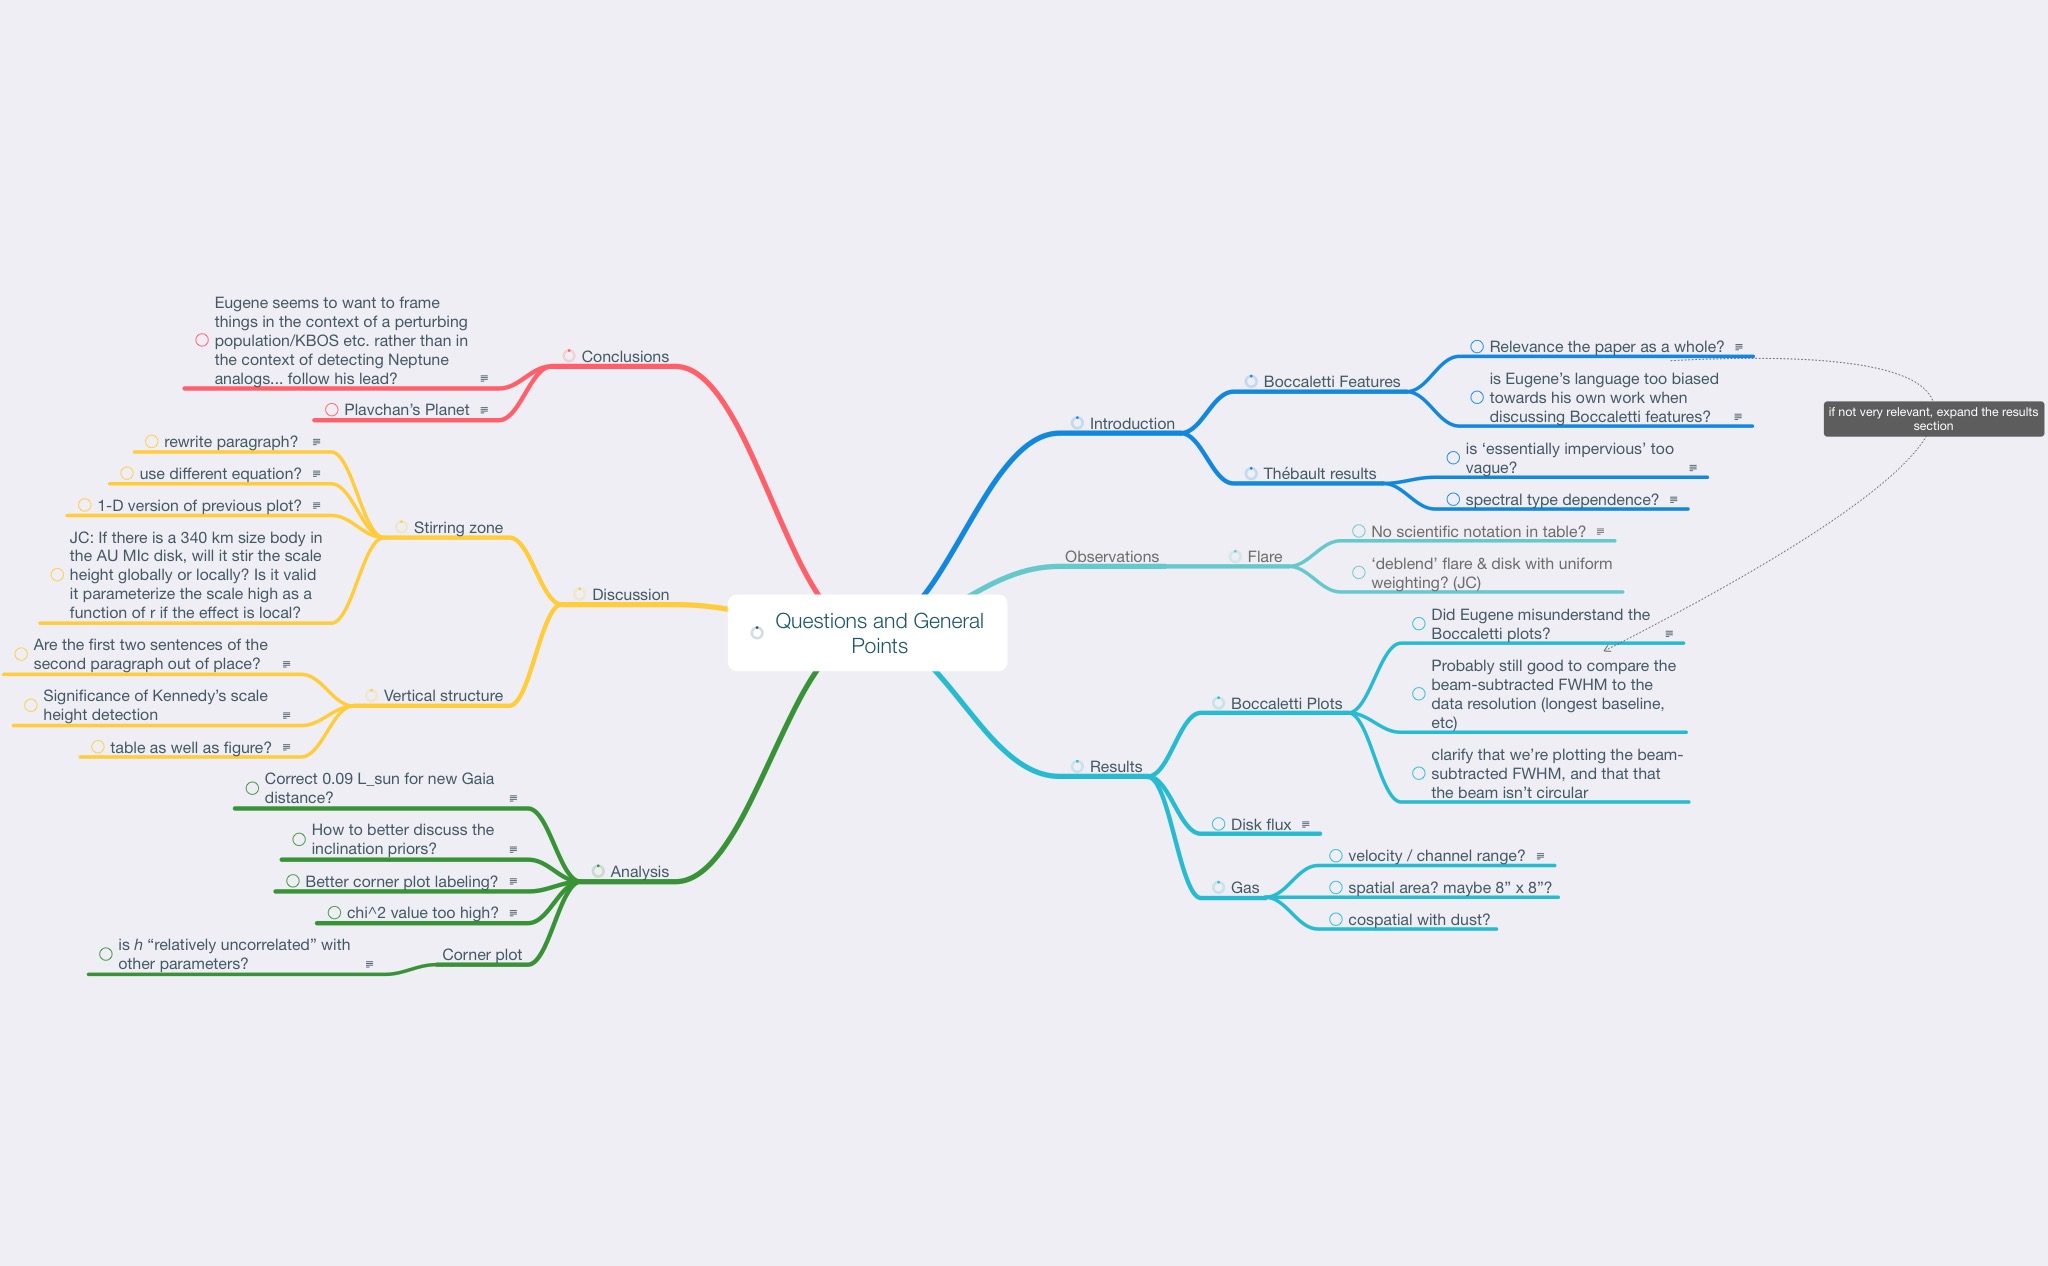 Questions and General
Points
Introduction
Boccaletti Features
Relevance the paper as a whole?
is Eugene’s language too biased
towards his own work when
discussing Boccaletti features?
if not very relevant, expand the results
section
Thébault results
is ‘essentially impervious’ too
vague?
spectral type dependence?
Observations
Flare
No scientific notation in table?
‘deblend’ flare & disk with uniform
weighting? (JC)
Results
Boccaletti Plots
Did Eugene misunderstand the
Boccaletti plots?
Probably still good to compare the
beam-subtracted FWHM to the
data resolution (longest baseline,
etc)
clarify that we’re plotting the beam-
subtracted FWHM, and that that
the beam isn’t circular
Disk flux
Gas
velocity / channel range?
spatial area? maybe 8” x 8”?
cospatial with dust?
Conclusions
Eugene seems to want to frame
things in the context of a perturbing
population/KBOS etc. rather than in
the context of detecting Neptune
analogs... follow his lead?
Plavchan’s Planet
Discussion
Stirring zone
rewrite paragraph?
use different equation?
1-D version of previous plot?
JC: If there is a 340 km size body in
the AU MIc disk, will it stir the scale
height globally or locally? Is it valid
it parameterize the scale high as a
function of r if the effect is local?
Vertical structure
Are the first two sentences of the
second paragraph out of place?
Significance of Kennedy’s scale
height detection
table as well as figure?
Analysis
Correct 0.09 L_sun for new Gaia
distance?
How to better discuss the
inclination priors?
Better corner plot labeling?
chi^2 value too high?
Corner plot
is h “relatively uncorrelated” with
other parameters?